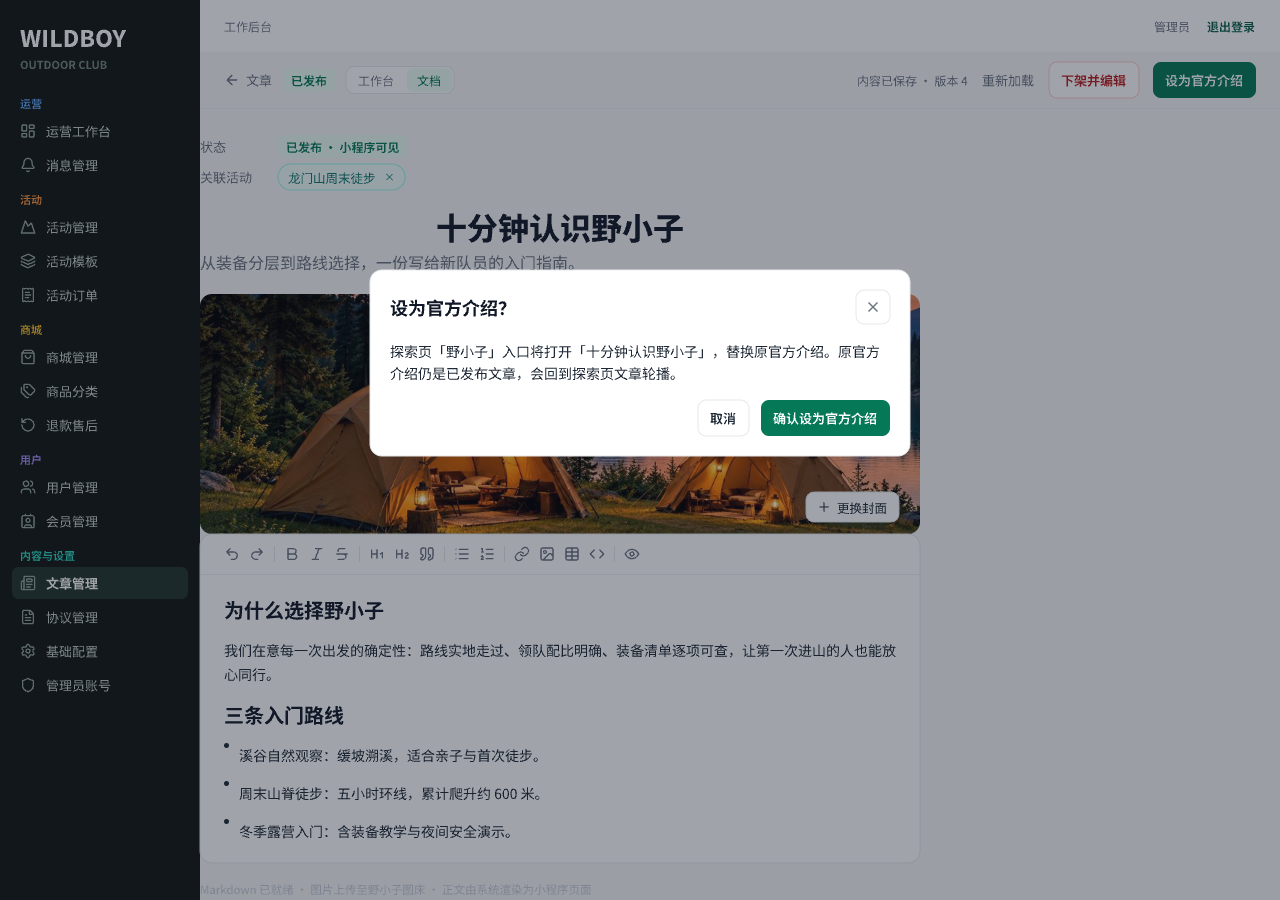 WILDBOY
OUTDOOR CLUB
运营
运营工作台
消息管理
活动
活动管理
活动模板
活动订单
商城
商城管理
商品分类
退款售后
用户
用户管理
会员管理
内容与设置
文章管理
协议管理
基础配置
管理员账号
工作后台
管理员
退出登录
文章
已发布
工作台
文档
内容已保存 · 版本 4
重新加载
下架并编辑
设为官方介绍
状态
已发布 · 小程序可见
关联活动
龙门山周末徒步 ×
十分钟认识野小子
从装备分层到路线选择，一份写给新队员的入门指南。
设为官方介绍？
探索页「野小子」入口将打开「十分钟认识野小子」，替换原官方介绍。原官方
介绍仍是已发布文章，会回到探索页文章轮播。
取消
确认设为官方介绍
更换封面
B I S H1 H2
为什么选择野小子
我们在意每一次出发的确定性：路线实地走过、领队配比明确、装备清单逐项可查，让第一次进山的人也能放
心同行。
三条入门路线
• 溪谷自然观察：缓坡溯溪，适合亲子与首次徒步。
• 周末山脊徒步：五小时环线，累计爬升约 600 米。
• 冬季露营入门：含装备教学与夜间安全演示。
Markdown 已就绪 · 图片上传至野小子图床 · 正文由系统渲染为小程序页面